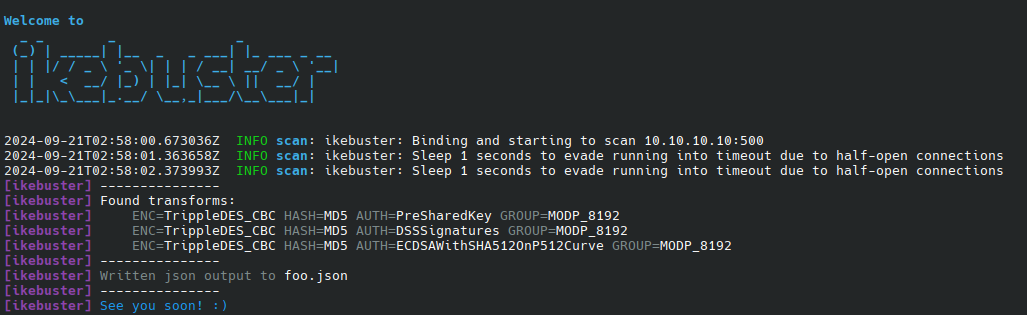 Welcome to
ikebuster
2024-09-21T02:58:00.673036Z  INFO scan: ikebuster: Binding and starting to scan 10.10.10.10:500
2024-09-21T02:58:01.363658Z  INFO scan: ikebuster: Sleep 1 seconds to evade running into timeout due to half-open connections
2024-09-21T02:58:02.373993Z  INFO scan: ikebuster: Sleep 1 seconds to evade running into timeout due to half-open connections
[ikebuster] ---------------
[ikebuster] Found transforms:
[ikebuster]     ENC=TrippleDES_CBC HASH=MD5 AUTH=PreSharedKey GROUP=MODP_8192
[ikebuster]     ENC=TrippleDES_CBC HASH=MD5 AUTH=DSSSignatures GROUP=MODP_8192
[ikebuster]     ENC=TrippleDES_CBC HASH=MD5 AUTH=ECDSAWithSHA512OnP512Curve GROUP=MODP_8192
[ikebuster] ---------------
[ikebuster] Written json output to foo.json
[ikebuster] ---------------
[ikebuster] See you soon! :)